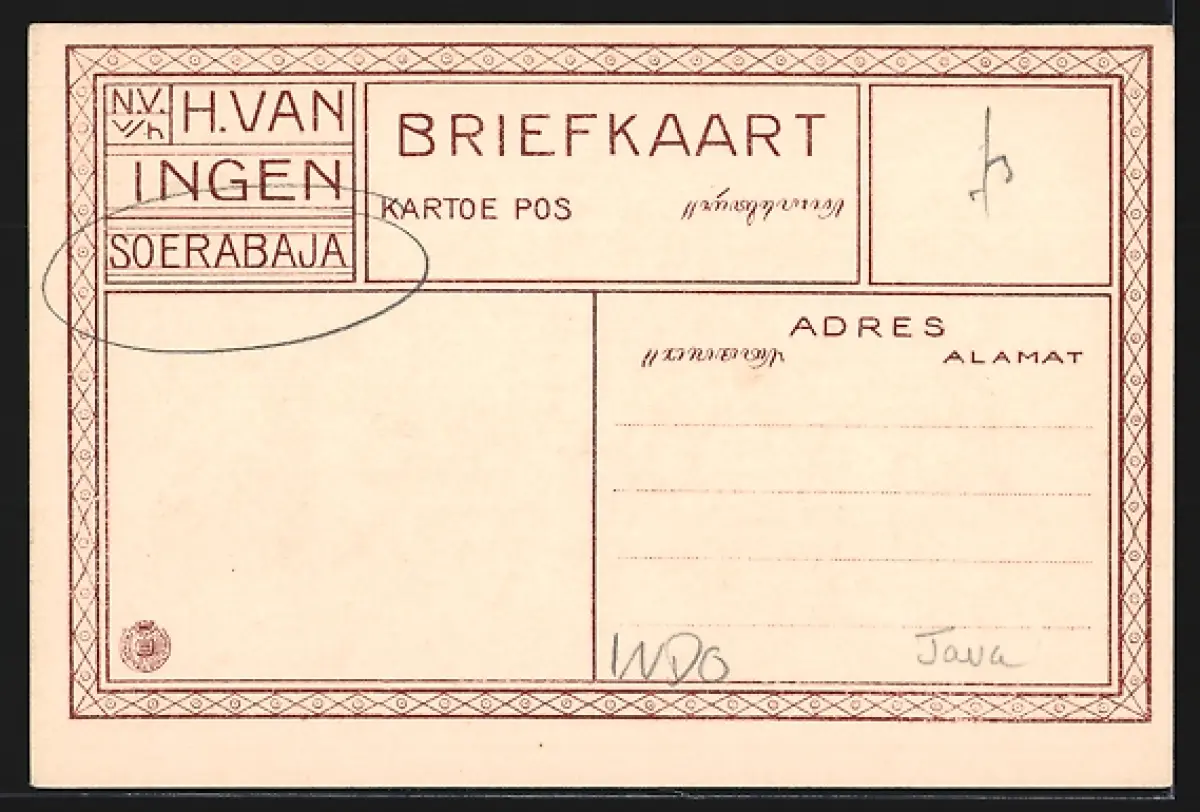 N.V. v/h H. VAN
INGEN
SOERABAJA
BRIEFKAART
KARTOE POS
ADRES
ALAMAT
INDO
Java